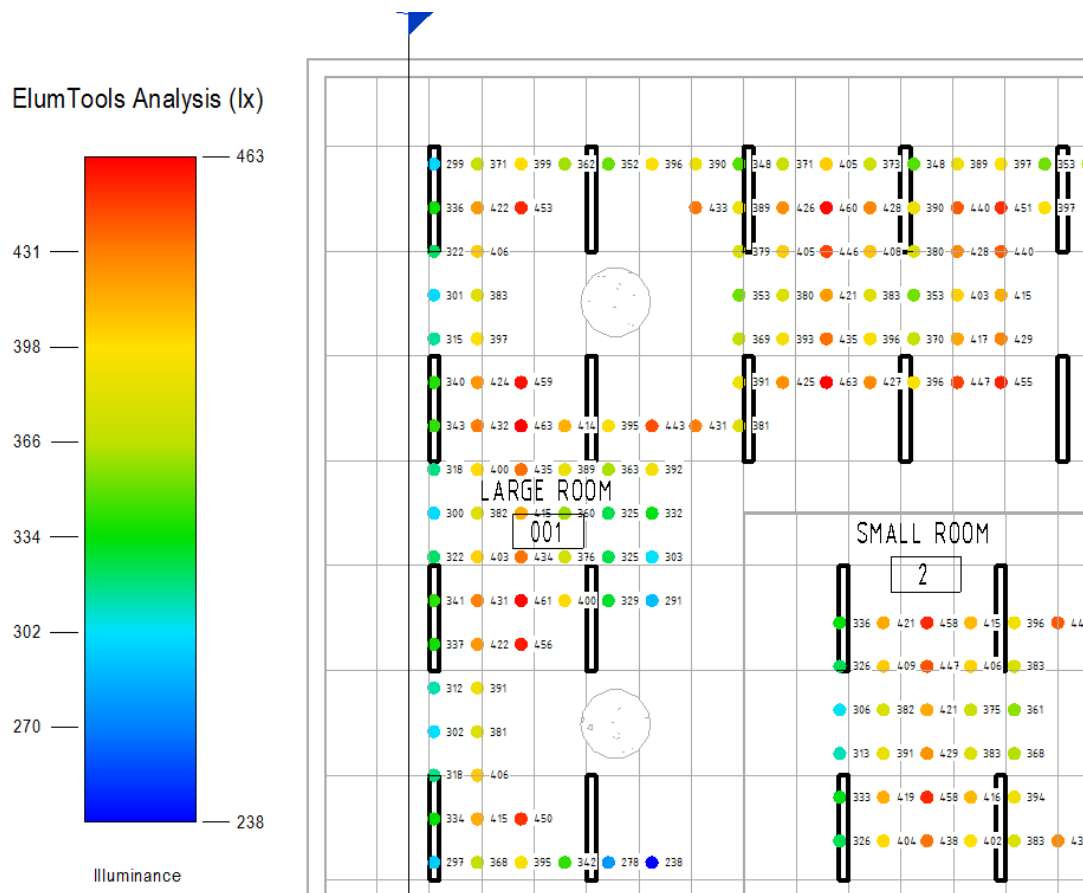 ElumTools Analysis (lx)
463
431
398
366
334
302
270
238
Illuminance
299 371 399 362 352 396 390 348 371 405 373 348 389 397 353
336 422 453 433 389 426 460 428 390 440 451 397
322 406 379 405 446 408 380 428 440
301 383 353 380 421 383 353 403 415
315 397 369 393 435 396 370 417 429
340 424 459 391 425 463 427 396 447 455
343 432 463 414 395 443 431 381
318 400 435 389 363 392
LARGE ROOM
300 382 415 360 325 332
001
SMALL ROOM
322 403 434 376 325 303
2
341 431 461 400 329 291
336 421 458 415 396
337 422 456
326 409 447 406 383
312 391
306 382 421 375 361
302 381
313 391 429 383 368
318 406
333 419 458 416 394
334 415 450
326 404 438 402 383
297 368 395 342 278 238